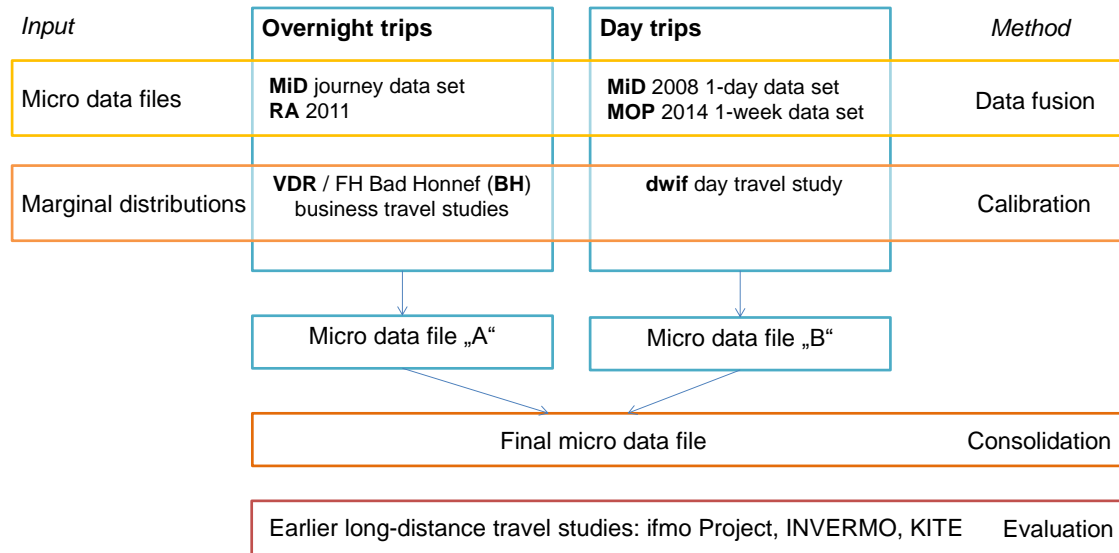 Input
Overnight trips
Day trips
Method
Micro data files
MiD journey data set
RA 2011
MiD 2008 1-day data set
MOP 2014 1-week data set
Data fusion
Marginal distributions
VDR / FH Bad Honnef (BH)
business travel studies
dwif day travel study
Calibration
Micro data file „A“
Micro data file „B“
Final micro data file
Consolidation
Earlier long-distance travel studies: ifmo Project, INVERMO, KITE
Evaluation